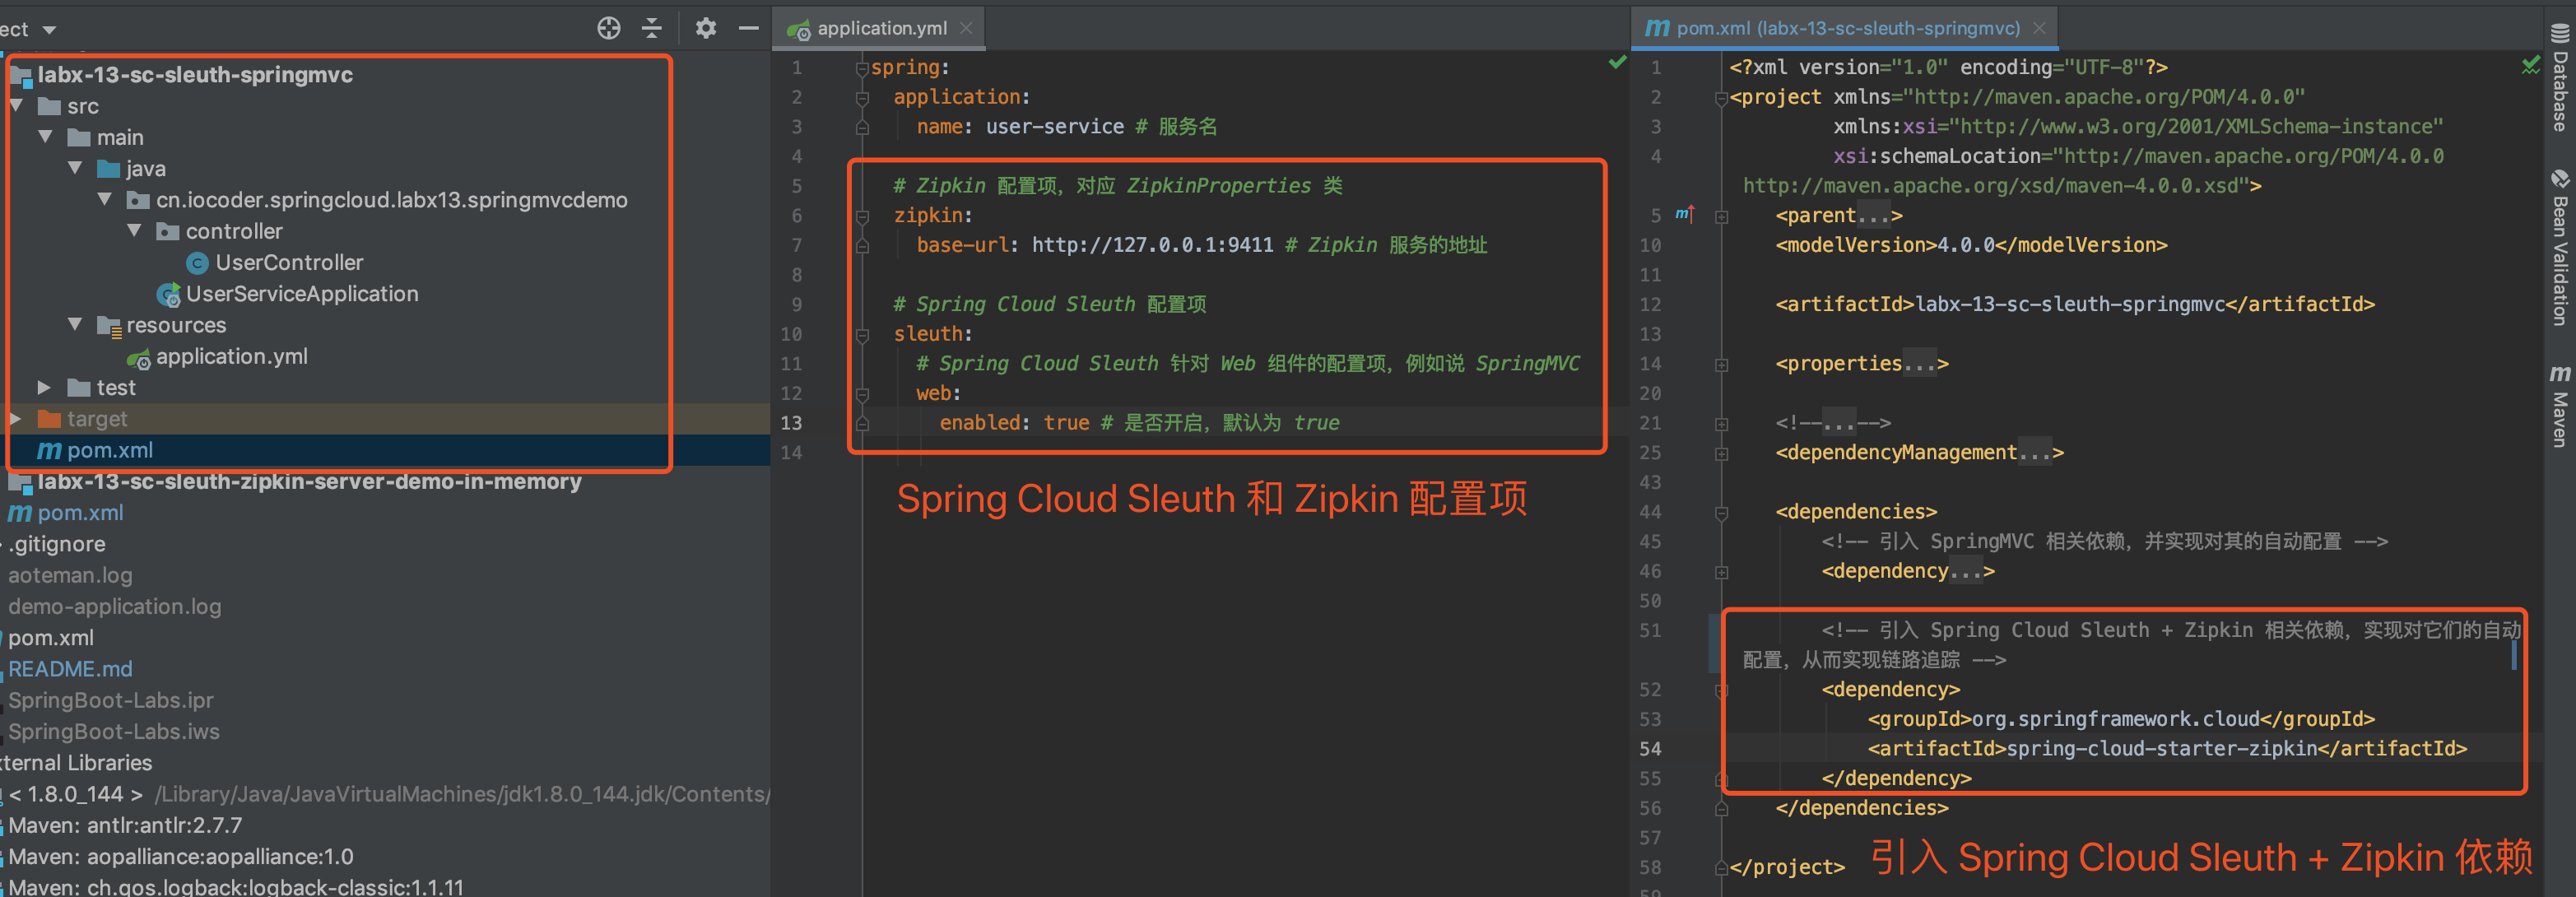 ect
labx-13-sc-sleuth-springmvc
src
main
java
cn.iocoder.springcloud.labx13.springmvcdemo
controller
UserController
UserServiceApplication
resources
application.yml
test
target
pom.xml
labx-13-sc-sleuth-zipkin-server-demo-in-memory
pom.xml
.gitignore
aoteman.log
demo-application.log
pom.xml
README.md
SpringBoot-Labs.ipr
SpringBoot-Labs.iws
xternal Libraries
< 1.8.0_144 > /Library/Java/JavaVirtualMachines/jdk1.8.0_144.jdk/Contents/
Maven: antlr:antlr:2.7.7
Maven: aopalliance:aopalliance:1.0
Maven: ch.qos.logback:logback-classic:1.1.11
application.yml
1 spring:
2 application:
3 name: user-service # 服务名
4
5 # Zipkin 配置项，对应 ZipkinProperties 类
6 zipkin:
7 base-url: http://127.0.0.1:9411 # Zipkin 服务的地址
8
9 # Spring Cloud Sleuth 配置项
10 sleuth:
11 # Spring Cloud Sleuth 针对 Web 组件的配置项，例如说 SpringMVC
12 web:
13 enabled: true # 是否开启，默认为 true
14
Spring Cloud Sleuth 和 Zipkin 配置项
pom.xml (labx-13-sc-sleuth-springmvc)
1 <?xml version="1.0" encoding="UTF-8"?>
2 <project xmlns="http://maven.apache.org/POM/4.0.0"
3 xmlns:xsi="http://www.w3.org/2001/XMLSchema-instance"
4 xsi:schemaLocation="http://maven.apache.org/POM/4.0.0
http://maven.apache.org/xsd/maven-4.0.0.xsd">
5 <parent...>
10 <modelVersion>4.0.0</modelVersion>
11
12 <artifactId>labx-13-sc-sleuth-springmvc</artifactId>
13
14 <properties...>
20
21 <!--...-->
25 <dependencyManagement...>
43
44 <dependencies>
45 <!-- 引入 SpringMVC 相关依赖，并实现对其的自动配置 -->
46 <dependency...>
50
51 <!-- 引入 Spring Cloud Sleuth + Zipkin 相关依赖，实现对它们的自动
配置，从而实现链路追踪 -->
52 <dependency>
53 <groupId>org.springframework.cloud</groupId>
54 <artifactId>spring-cloud-starter-zipkin</artifactId>
55 </dependency>
56 </dependencies>
57
58 </project>
59
引入 Spring Cloud Sleuth + Zipkin 依赖
Database
Bean Validation
Maven